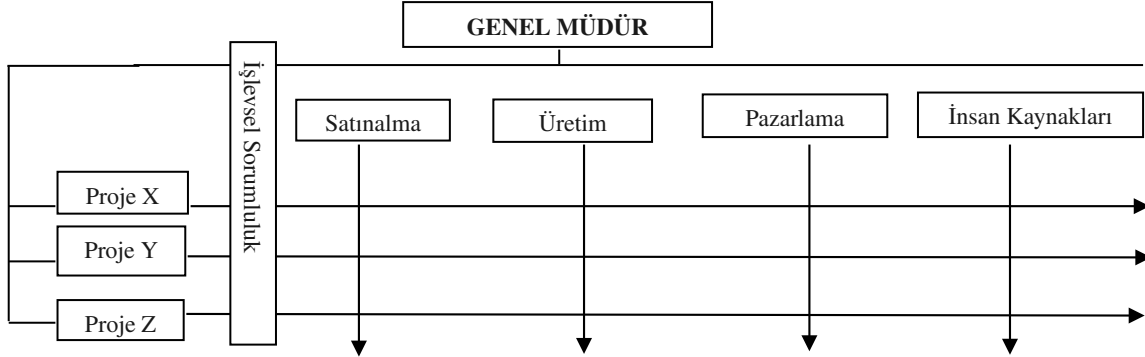 GENEL MÜDÜR
İşlevsel Sorumluluk
Satınalma
Üretim
Pazarlama
İnsan Kaynakları
Proje X
Proje Y
Proje Z